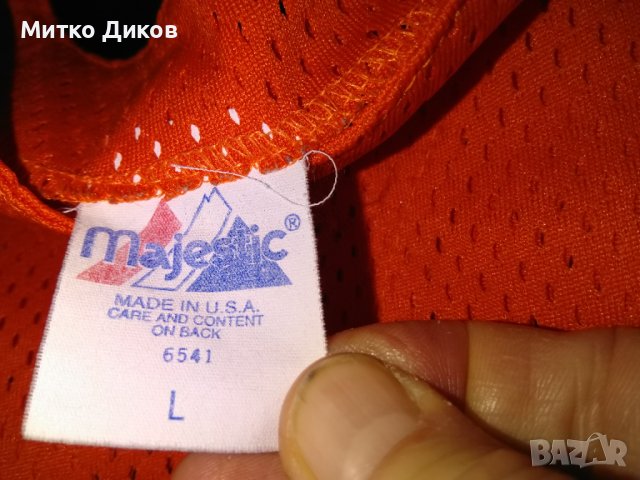 Митко Диков
majestic®
MADE IN U.S.A.
CARE AND CONTENT
ON BACK
6541
L
BAZAR